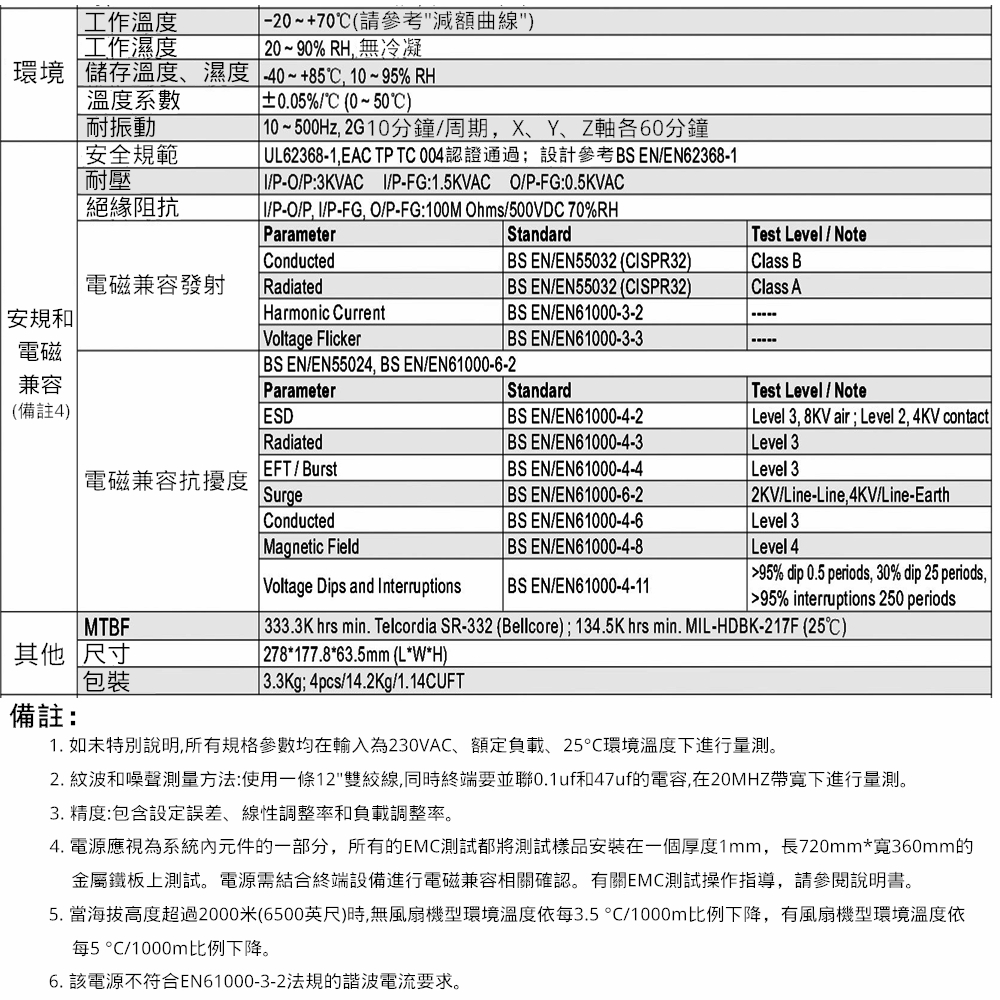 環境
工作溫度 -20 ~ +70℃(請參考"減額曲線")
工作濕度 20 ~ 90% RH, 無冷凝
儲存溫度、濕度 -40 ~ +85℃, 10 ~ 95% RH
溫度系數 ±0.05%/℃ (0 ~ 50℃)
耐振動 10 ~ 500Hz, 2G10分鐘/周期，X、Y、Z軸各60分鐘
安規和
電磁
兼容
(備註4)
安全規範 UL62368-1,EAC TP TC 004認證通過；設計參考BS EN/EN62368-1
耐壓 I/P-O/P:3KVAC I/P-FG:1.5KVAC O/P-FG:0.5KVAC
絕緣阻抗 I/P-O/P, I/P-FG, O/P-FG:100M Ohms/500VDC 70%RH
電磁兼容發射
Parameter Standard Test Level / Note
Conducted BS EN/EN55032 (CISPR32) Class B
Radiated BS EN/EN55032 (CISPR32) Class A
Harmonic Current BS EN/EN61000-3-2 -----
Voltage Flicker BS EN/EN61000-3-3 -----
電磁兼容抗擾度
BS EN/EN55024, BS EN/EN61000-6-2
Parameter Standard Test Level / Note
ESD BS EN/EN61000-4-2 Level 3, 8KV air ; Level 2, 4KV contact
Radiated BS EN/EN61000-4-3 Level 3
EFT / Burst BS EN/EN61000-4-4 Level 3
Surge BS EN/EN61000-6-2 2KV/Line-Line,4KV/Line-Earth
Conducted BS EN/EN61000-4-6 Level 3
Magnetic Field BS EN/EN61000-4-8 Level 4
Voltage Dips and Interruptions BS EN/EN61000-4-11 >95% dip 0.5 periods, 30% dip 25 periods,
>95% interruptions 250 periods
其他
MTBF 333.3K hrs min. Telcordia SR-332 (Bellcore) ; 134.5K hrs min. MIL-HDBK-217F (25℃)
尺寸 278*177.8*63.5mm (L*W*H)
包裝 3.3Kg; 4pcs/14.2Kg/1.14CUFT
備註：
1. 如未特別說明,所有規格參數均在輸入為230VAC、額定負載、25°C環境溫度下進行量測。
2. 紋波和噪聲測量方法:使用一條12"雙絞線,同時終端要並聯0.1uf和47uf的電容,在20MHZ帶寬下進行量測。
3. 精度:包含設定誤差、線性調整率和負載調整率。
4. 電源應視為系統內元件的一部分，所有的EMC測試都將測試樣品安裝在一個厚度1mm，長720mm*寬360mm的
金屬鐵板上測試。電源需結合終端設備進行電磁兼容相關確認。有關EMC測試操作指導，請參閱說明書。
5. 當海拔高度超過2000米(6500英尺)時,無風扇機型環境溫度依每3.5 °C/1000m比例下降，有風扇機型環境溫度依
每5 °C/1000m比例下降。
6. 該電源不符合EN61000-3-2法規的諧波電流要求。